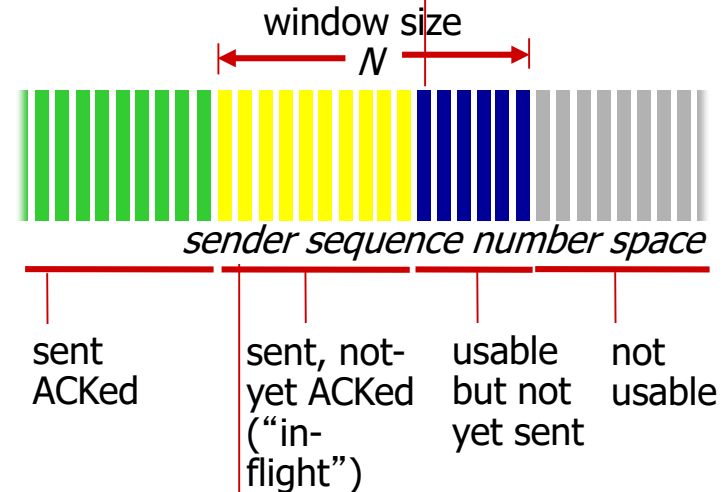 window size
N
sender sequence number space
sent
ACKed
sent, not-
yet ACKed
(“in-
flight”)
usable
but not
yet sent
not
usable